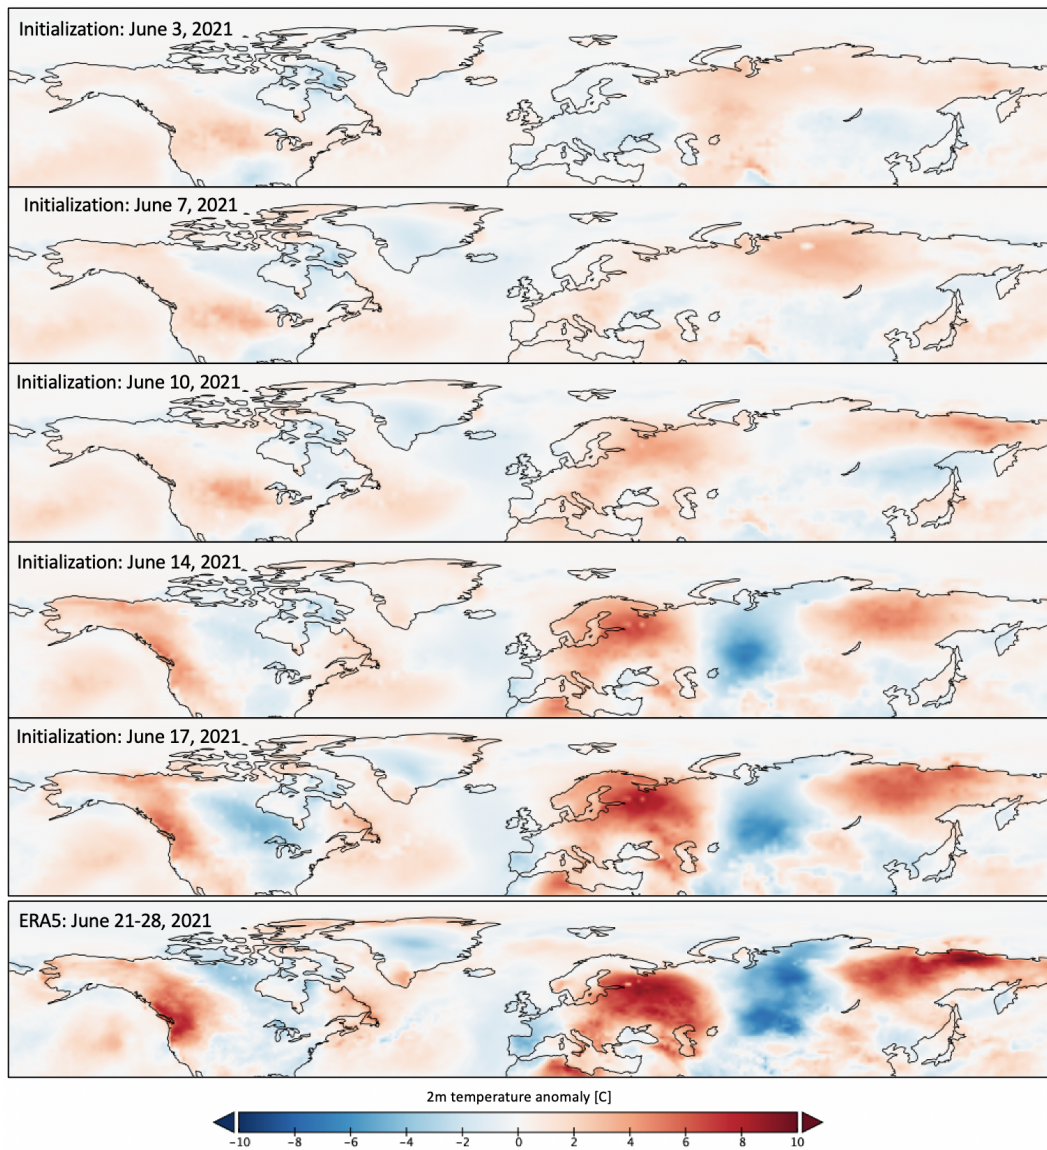 Initialization: June 3, 2021
Initialization: June 7, 2021
Initialization: June 10, 2021
Initialization: June 14, 2021
Initialization: June 17, 2021
ERA5: June 21-28, 2021
2m temperature anomaly [C]
−10 −8 −6 −4 −2 0 2 4 6 8 10